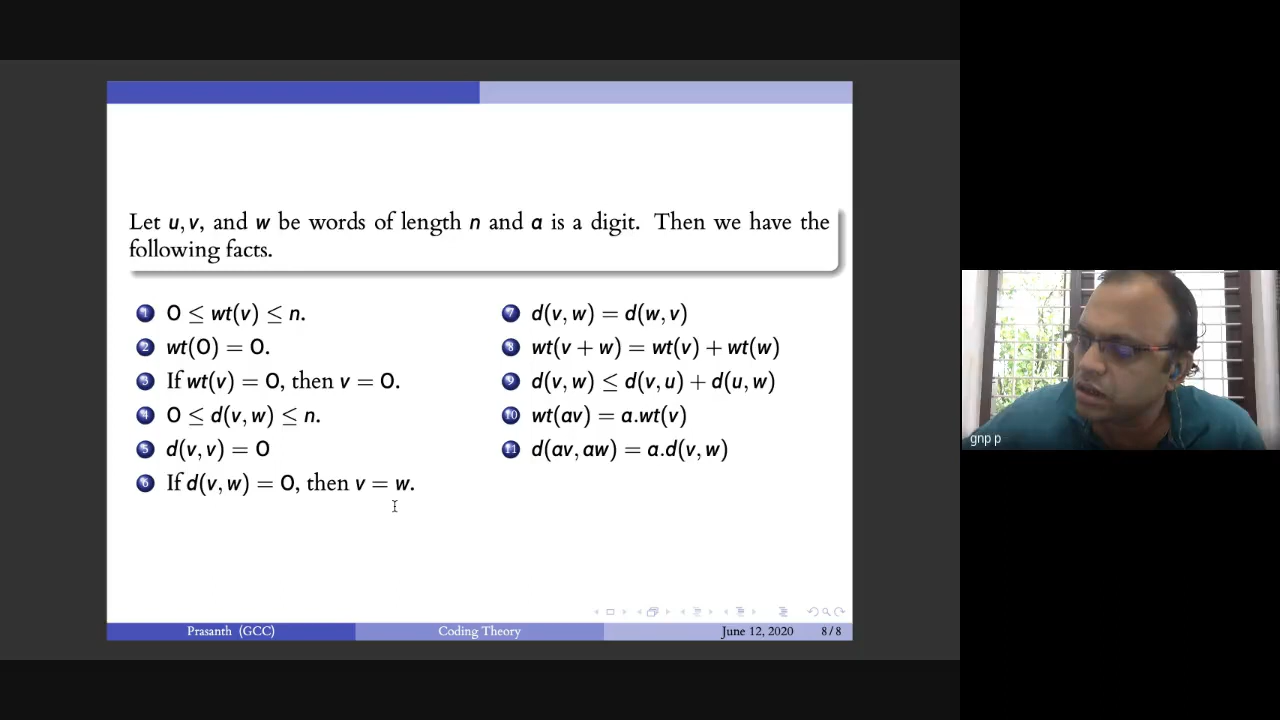 Let u, v, and w be words of length n and a is a digit. Then we have the
following facts.
1 0 ≤ wt(v) ≤ n.
2 wt(0) = 0.
3 If wt(v) = 0, then v = 0.
4 0 ≤ d(v, w) ≤ n.
5 d(v, v) = 0
6 If d(v, w) = 0, then v = w.
7 d(v, w) = d(w, v)
8 wt(v + w) = wt(v) + wt(w)
9 d(v, w) ≤ d(v, u) + d(u, w)
10 wt(av) = a.wt(v)
11 d(av, aw) = a.d(v, w)
gnp p
Prasanth (GCC) Coding Theory June 12, 2020 8 / 8